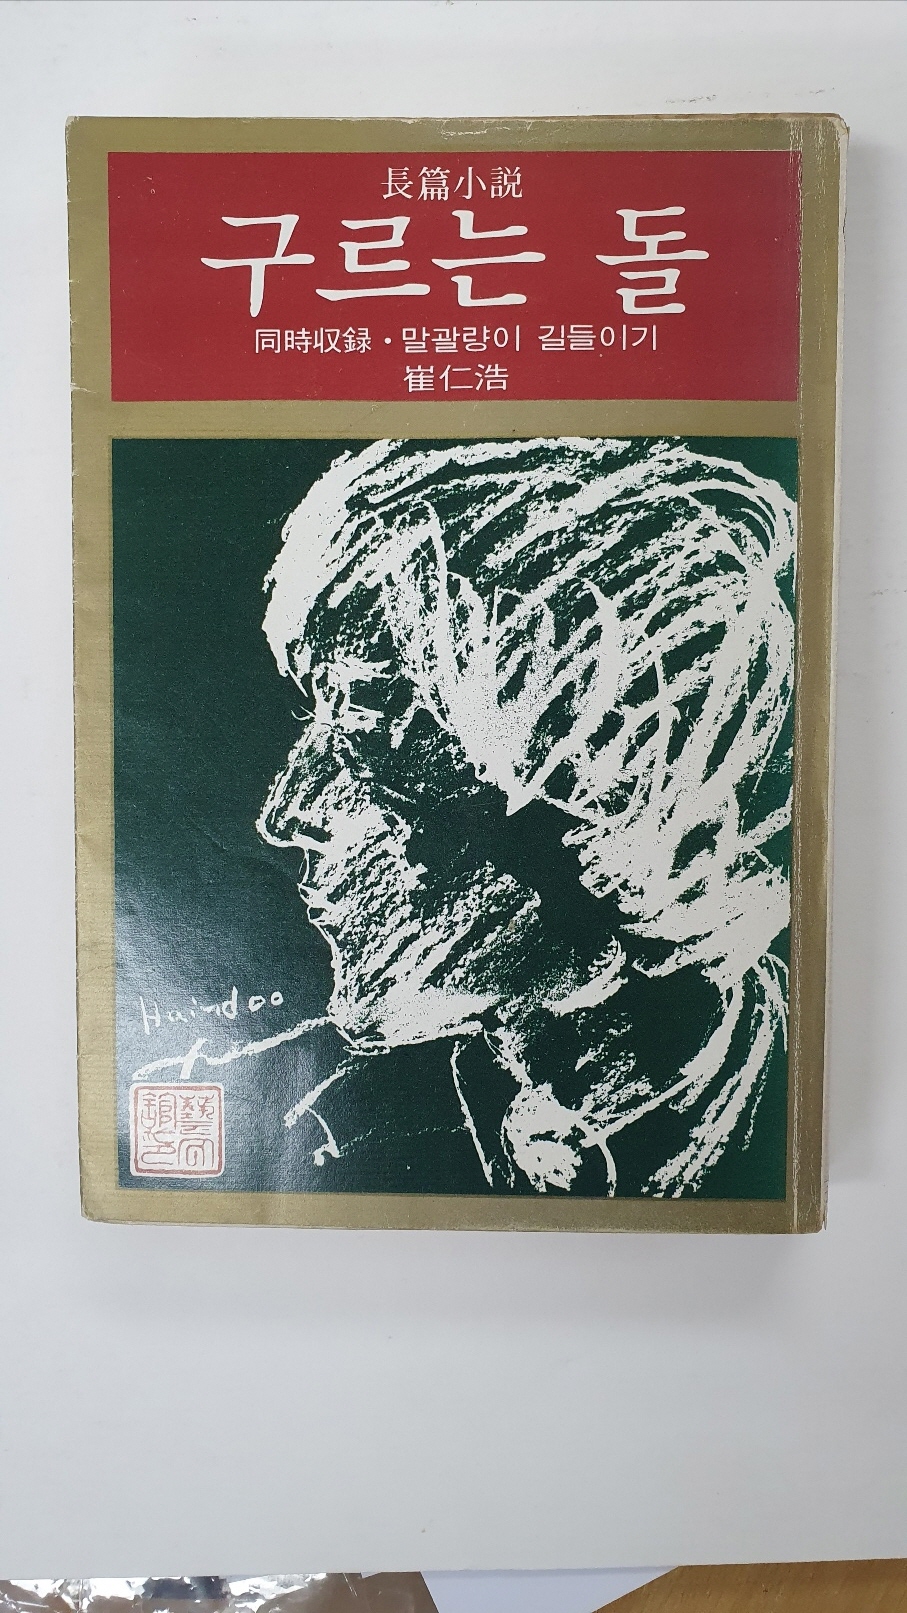 長篇小説
구르는 돌
同時収録・말괄량이 길들이기
崔仁浩
Haindoo